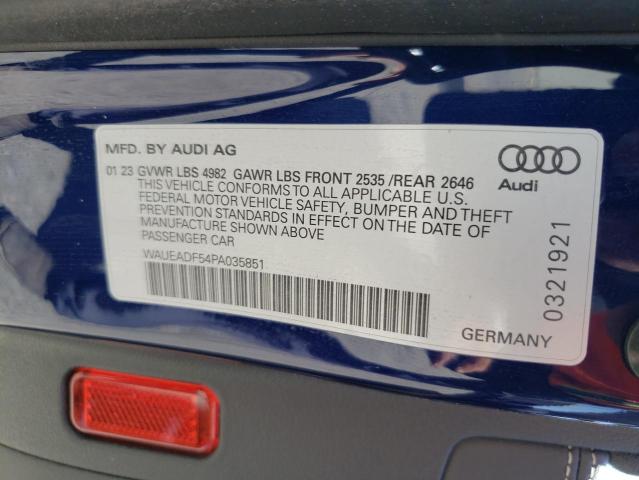 MFD. BY AUDI AG
01 23 GVWR LBS 4982 GAWR LBS FRONT 2535 /REAR 2646
THIS VEHICLE CONFORMS TO ALL APPLICABLE U.S.
FEDERAL MOTOR VEHICLE SAFETY, BUMPER AND THEFT
PREVENTION STANDARDS IN EFFECT ON THE DATE OF
MANUFACTURE SHOWN ABOVE
PASSENGER CAR
WAUEADF54PA035851
Audi
0321921
GERMANY